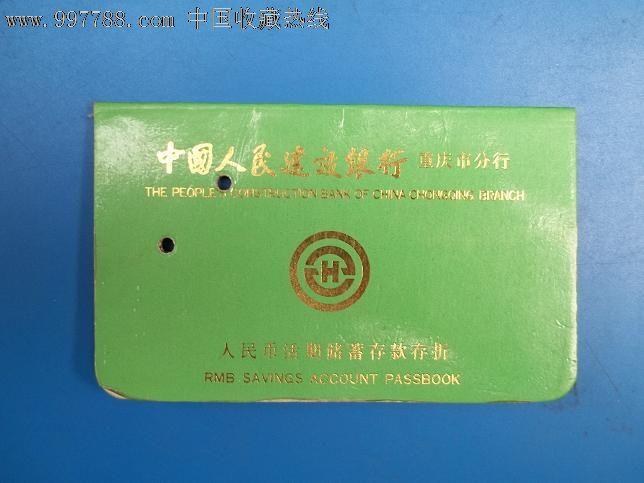 www.997788.com 中国收藏热线
中國人民建设銀行 重庆市分行
THE PEOPLE'S CONSTRUCTION BANK OF CHINA CHONGQING BRANCH
H
人民币活期储蓄存款存折
RMB SAVINGS ACCOUNT PASSBOOK